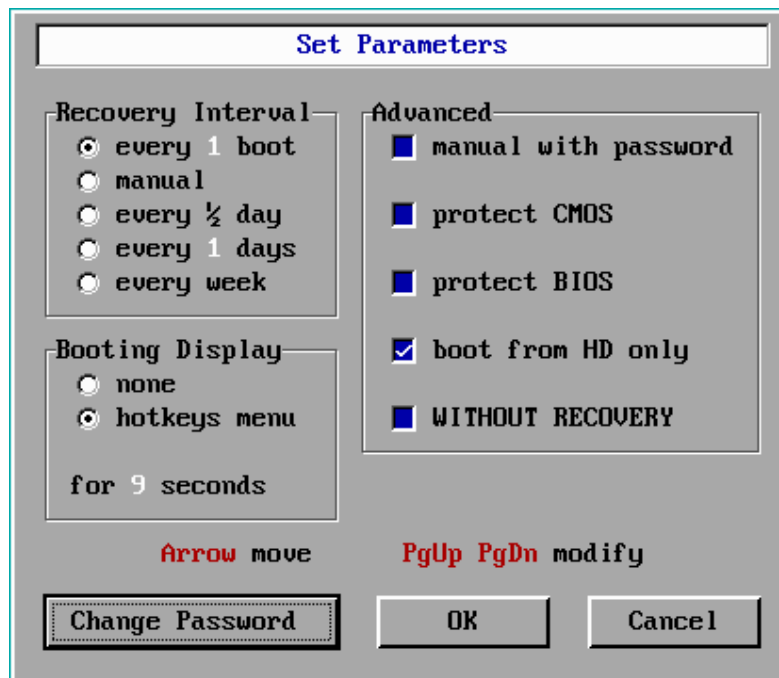 Set Parameters
Recovery Interval
every 1 boot
manual
every ½ day
every 1 days
every week
Booting Display
none
hotkeys menu
for 9 seconds
Advanced
manual with password
protect CMOS
protect BIOS
boot from HD only
WITHOUT RECOVERY
Arrow move PgUp PgDn modify
Change Password OK Cancel